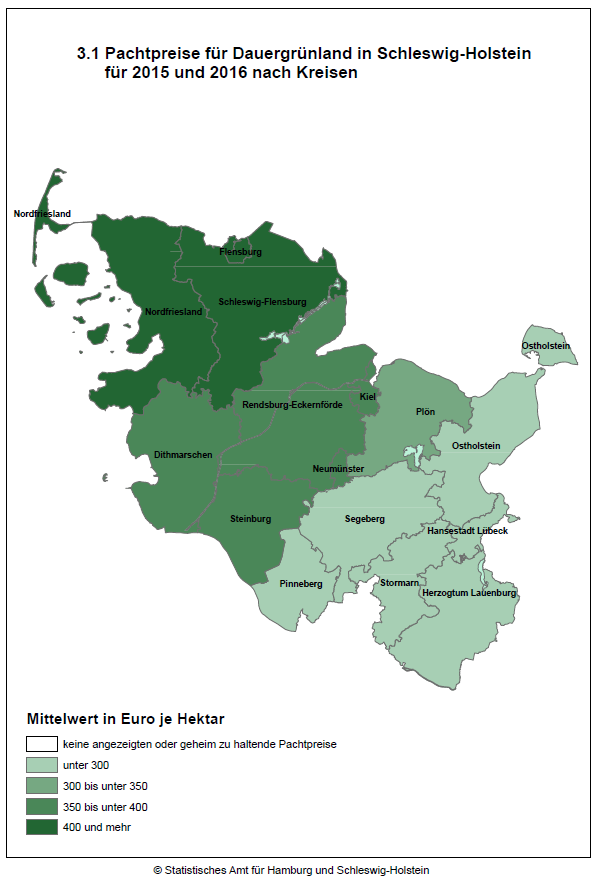 3.1 Pachtpreise für Dauergrünland in Schleswig-Holstein
für 2015 und 2016 nach Kreisen
Nordfriesland
Flensburg
Schleswig-Flensburg
Nordfriesland
Ostholstein
Kiel
Rendsburg-Eckernförde
Plön
Ostholstein
Dithmarschen
Neumünster
Steinburg
Segeberg
Hansestadt Lübeck
Pinneberg
Stormarn
Herzogtum Lauenburg
Mittelwert in Euro je Hektar
keine angezeigten oder geheim zu haltende Pachtpreise
unter 300
300 bis unter 350
350 bis unter 400
400 und mehr
© Statistisches Amt für Hamburg und Schleswig-Holstein